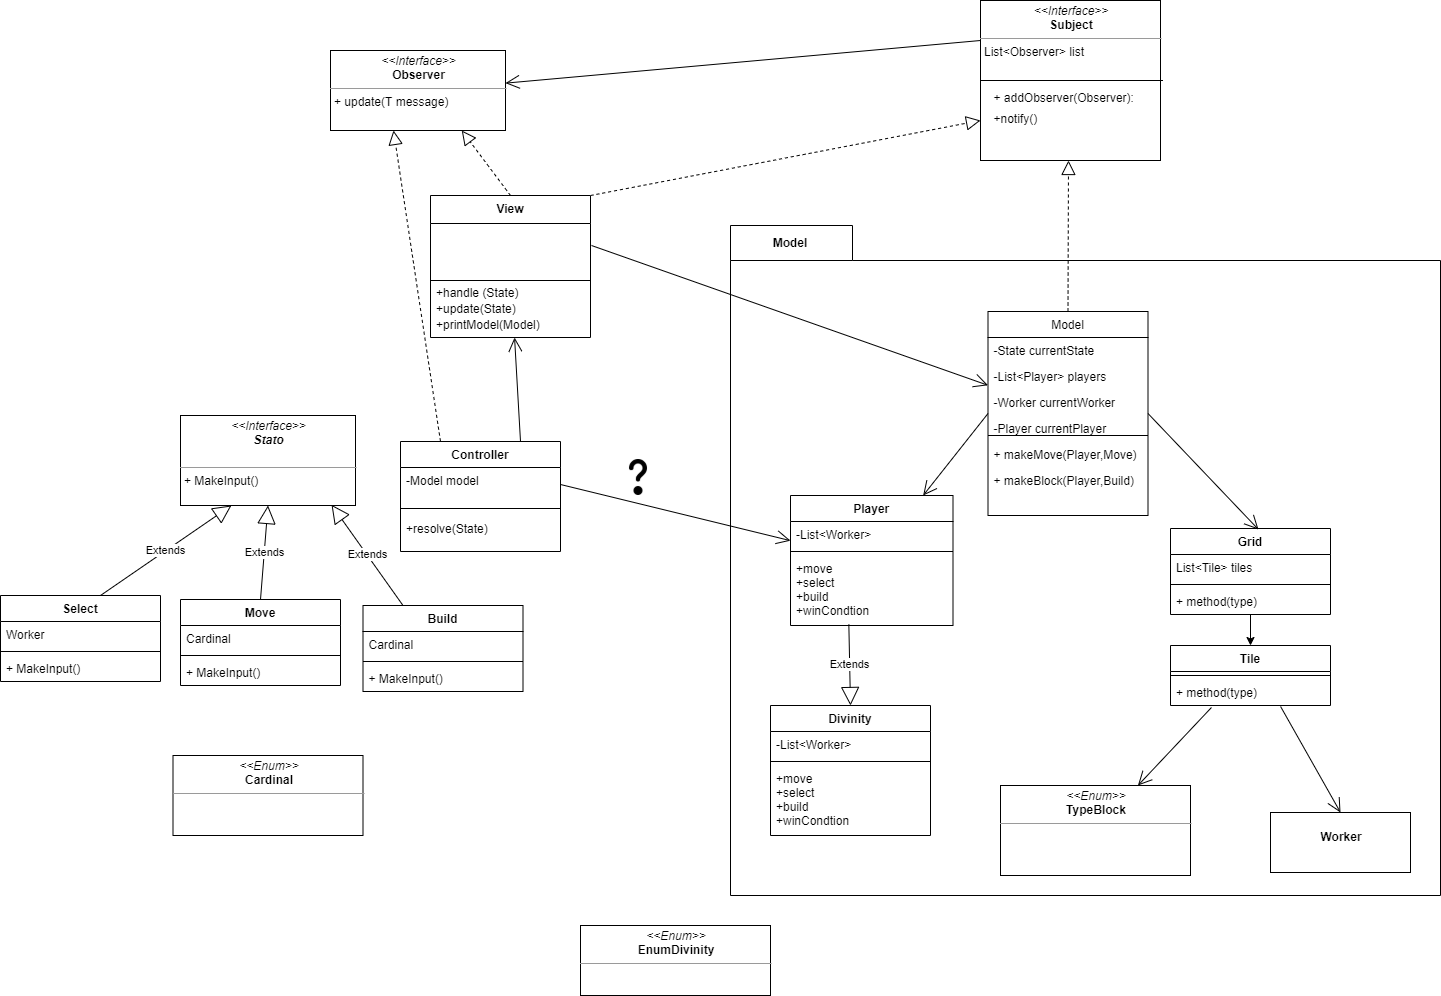 <<Interface>>
Subject
List<Observer> list
+ addObserver(Observer):
+notify()
<<Interface>>
Observer
+ update(T message)
View
+handle (State)
+update(State)
+printModel(Model)
Model
Model
-State currentState
-List<Player> players
-Worker currentWorker
-Player currentPlayer
+ makeMove(Player,Move)
+ makeBlock(Player,Build)
<<Interface>>
Stato
+ MakeInput()
Controller
-Model model
+resolve(State)
?
Player
-List<Worker>
+move
+select
+build
+winCondtion
Grid
List<Tile> tiles
+ method(type)
Extends
Extends
Extends
Select
Worker
+ MakeInput()
Move
Cardinal
+ MakeInput()
Build
Cardinal
+ MakeInput()
Extends
Tile
+ method(type)
Divinity
-List<Worker>
+move
+select
+build
+winCondtion
<<Enum>>
Cardinal
<<Enum>>
TypeBlock
Worker
<<Enum>>
EnumDivinity